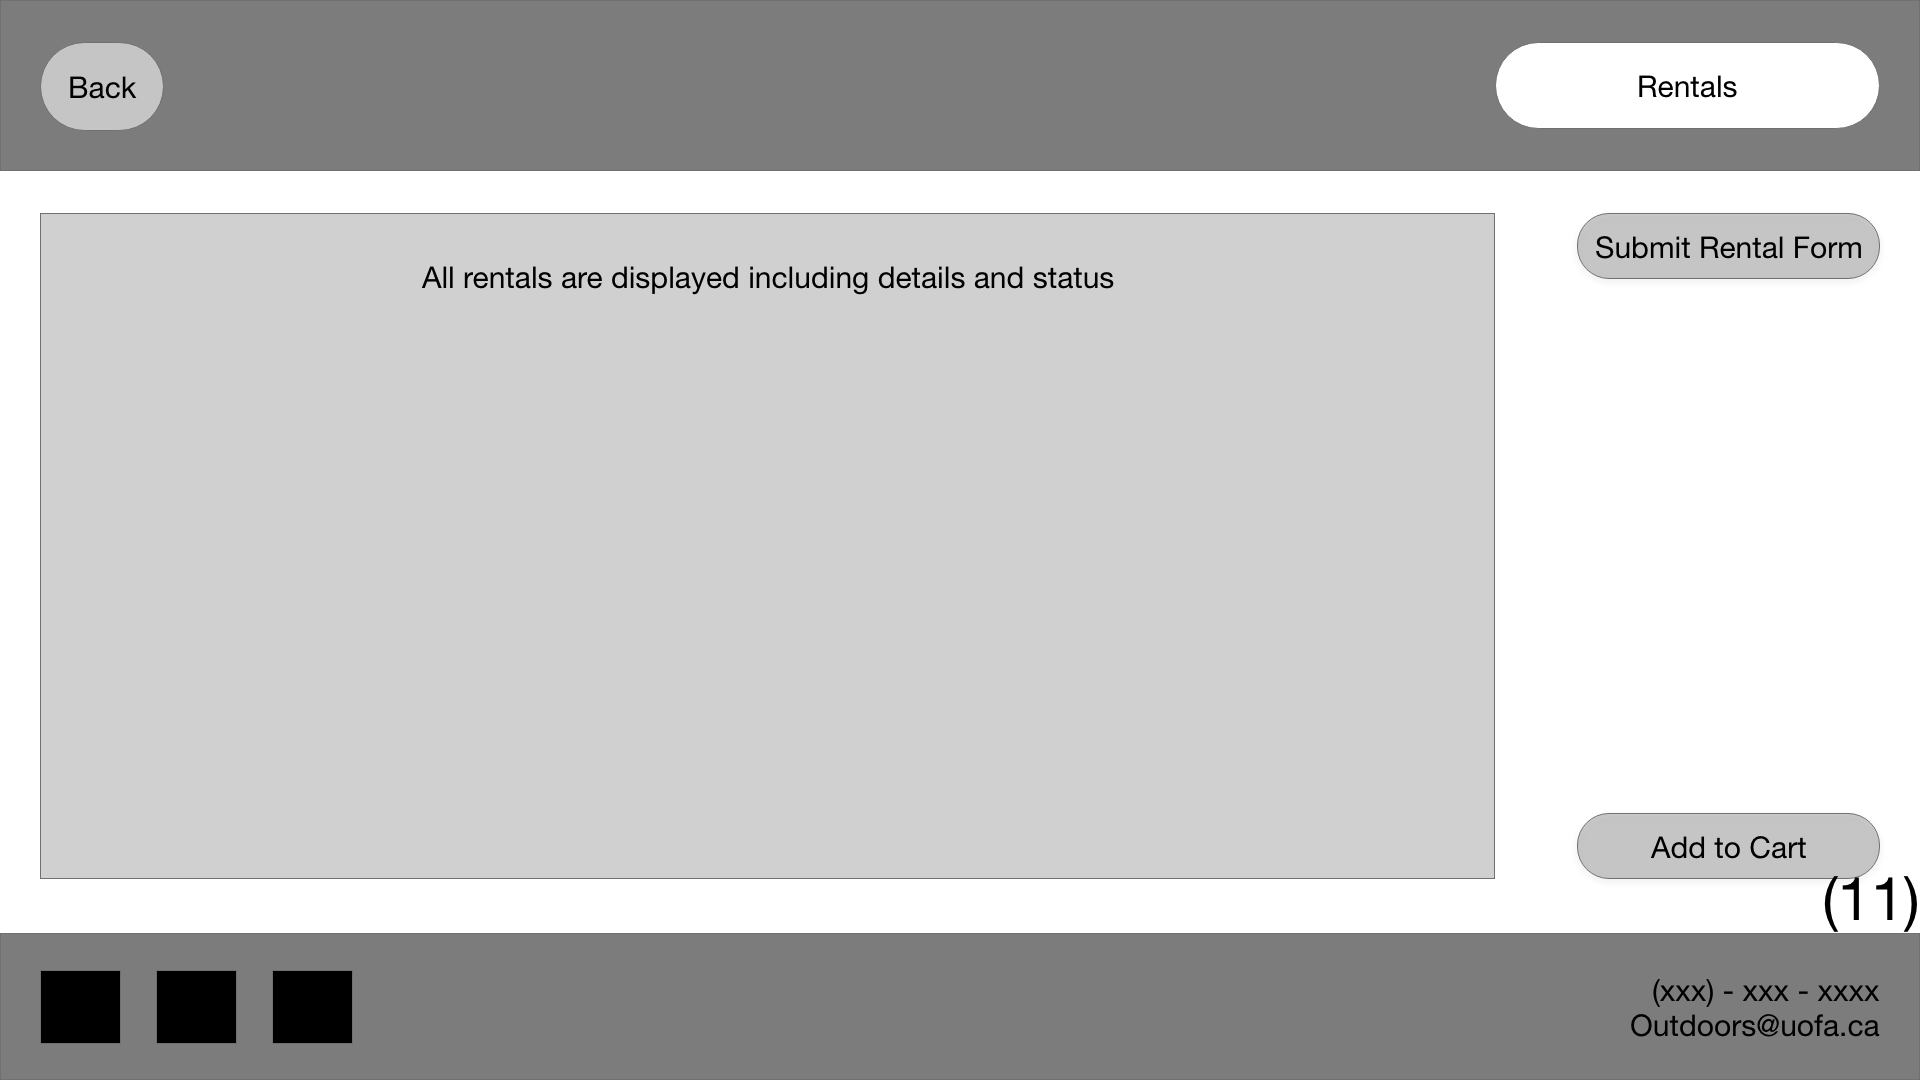 Back
Rentals
Submit Rental Form
All rentals are displayed including details and status
Add to Cart
(11)
(xxx) - xxx - xxxx
Outdoors@uofa.ca